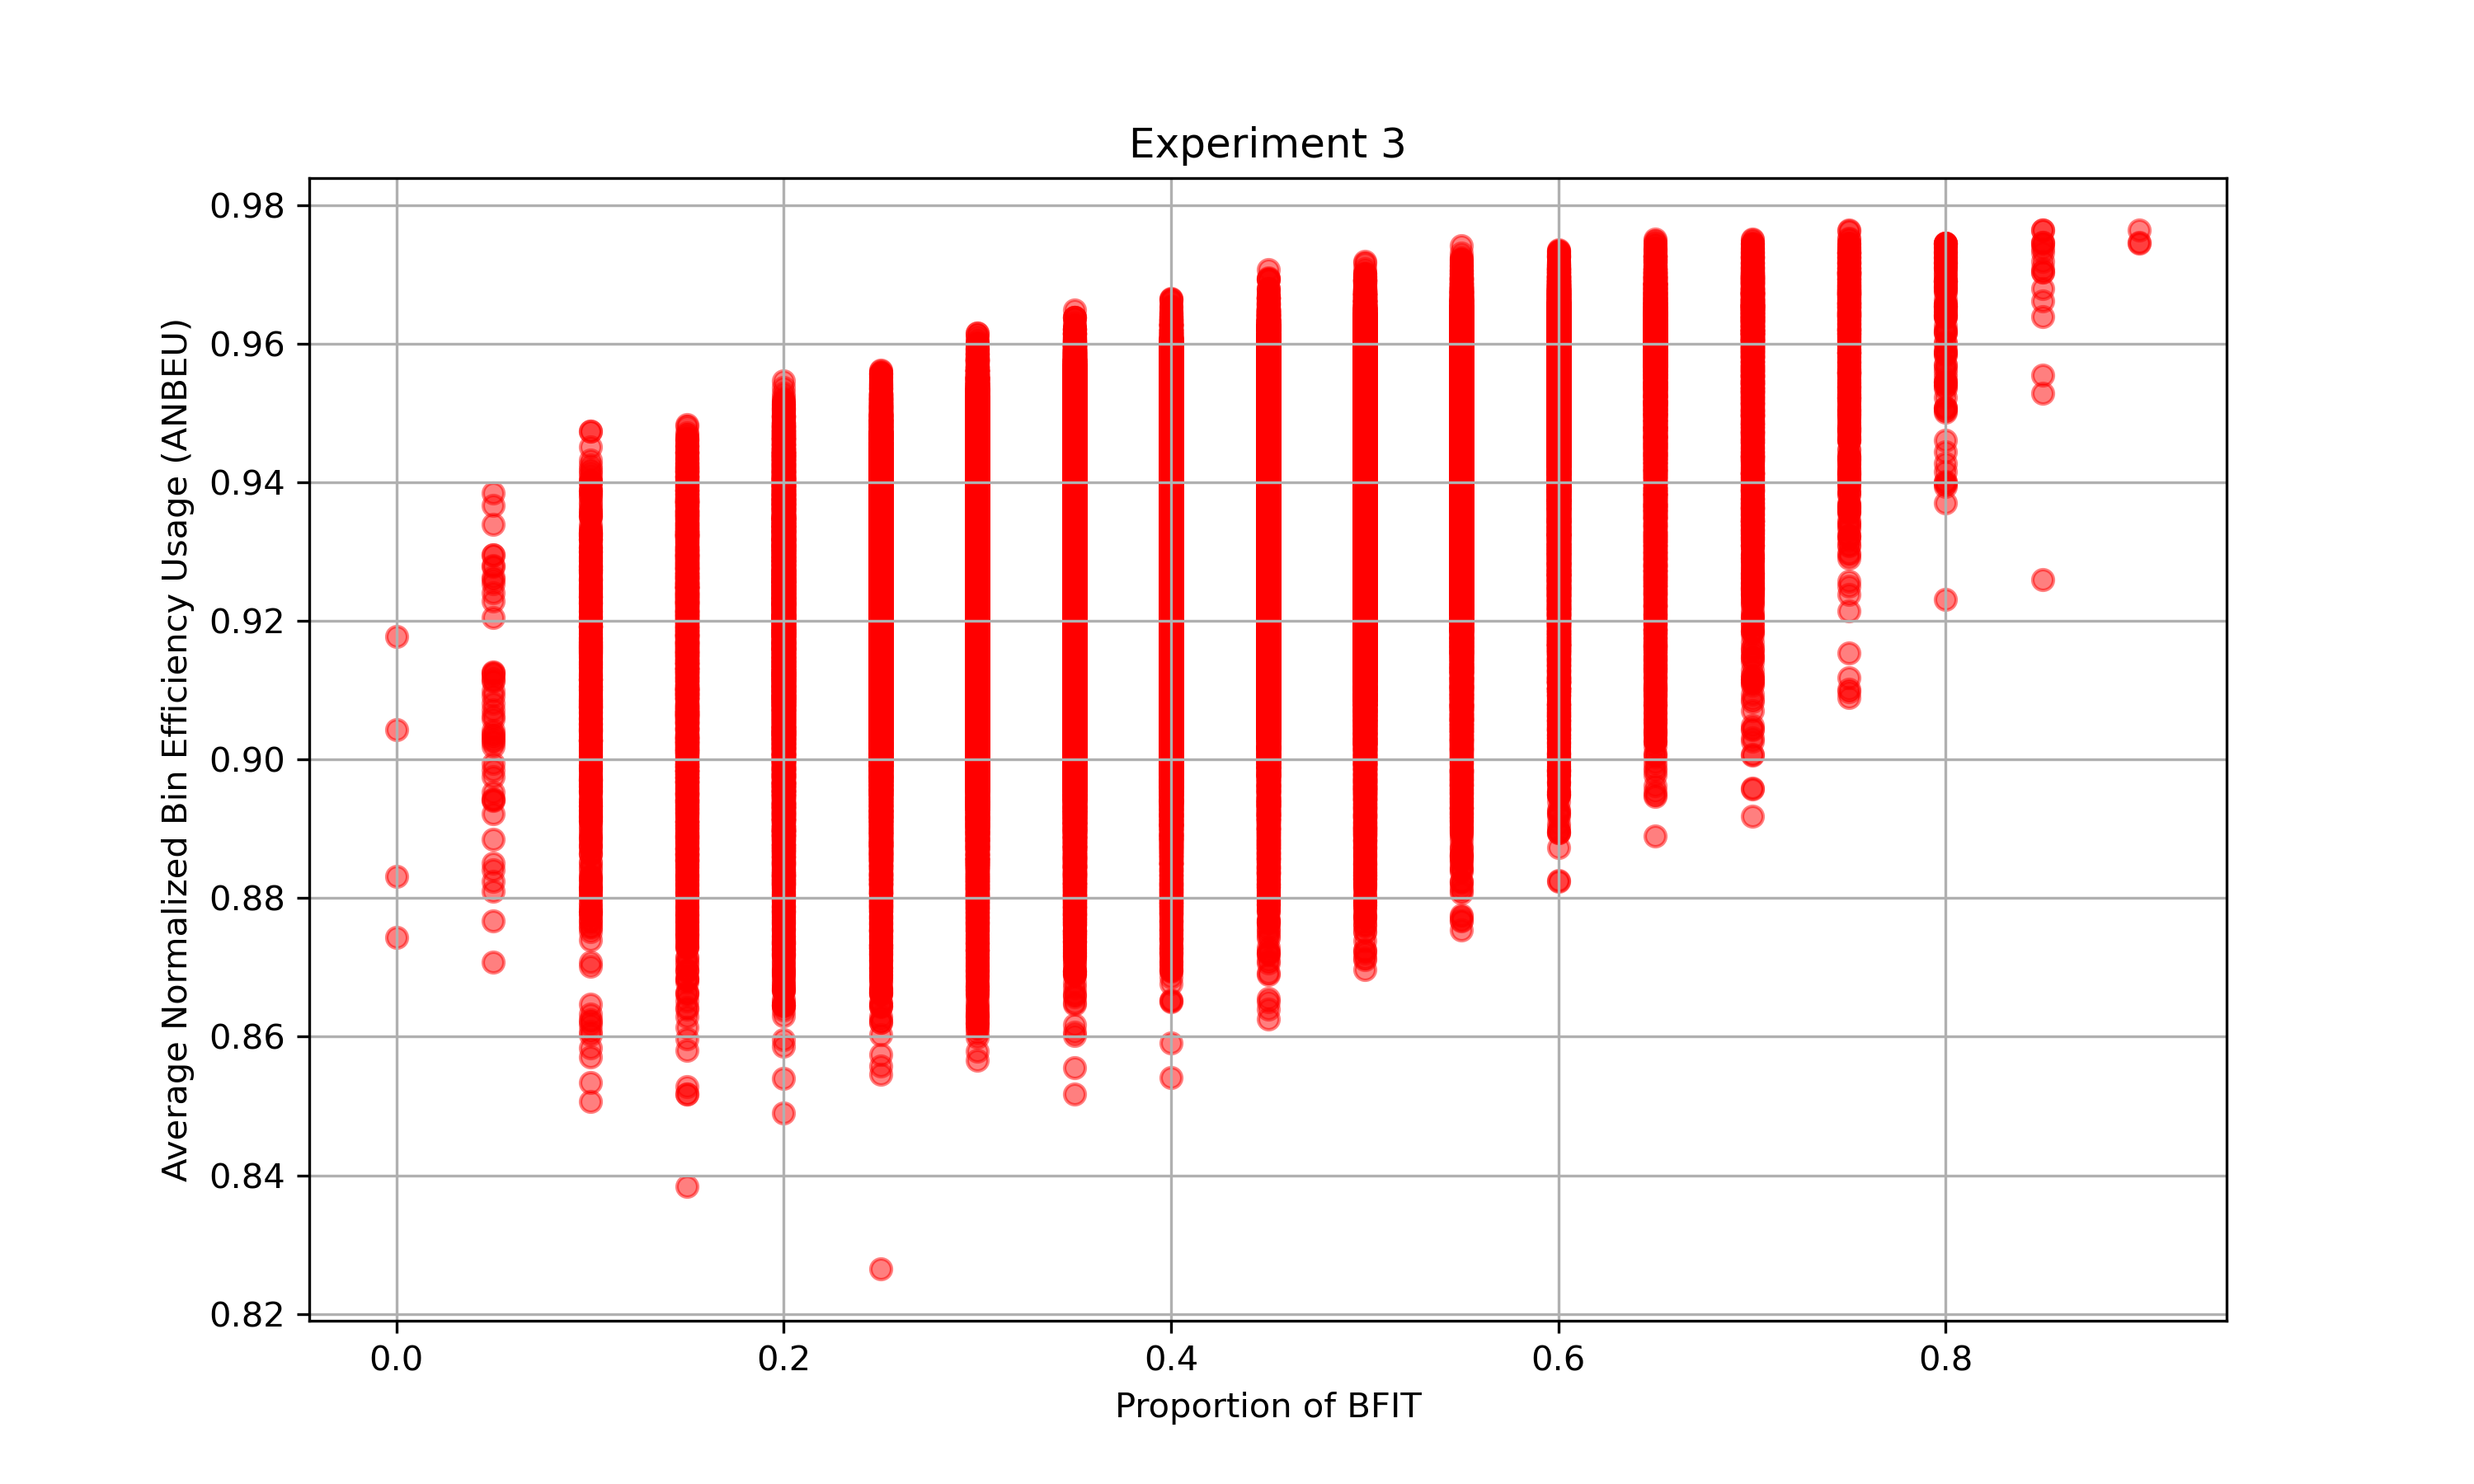 Experiment 3
Average Normalized Bin Efficiency Usage (ANBEU)
0.98
0.96
0.94
0.92
0.90
0.88
0.86
0.84
0.82
0.0 0.2 0.4 0.6 0.8
Proportion of BFIT